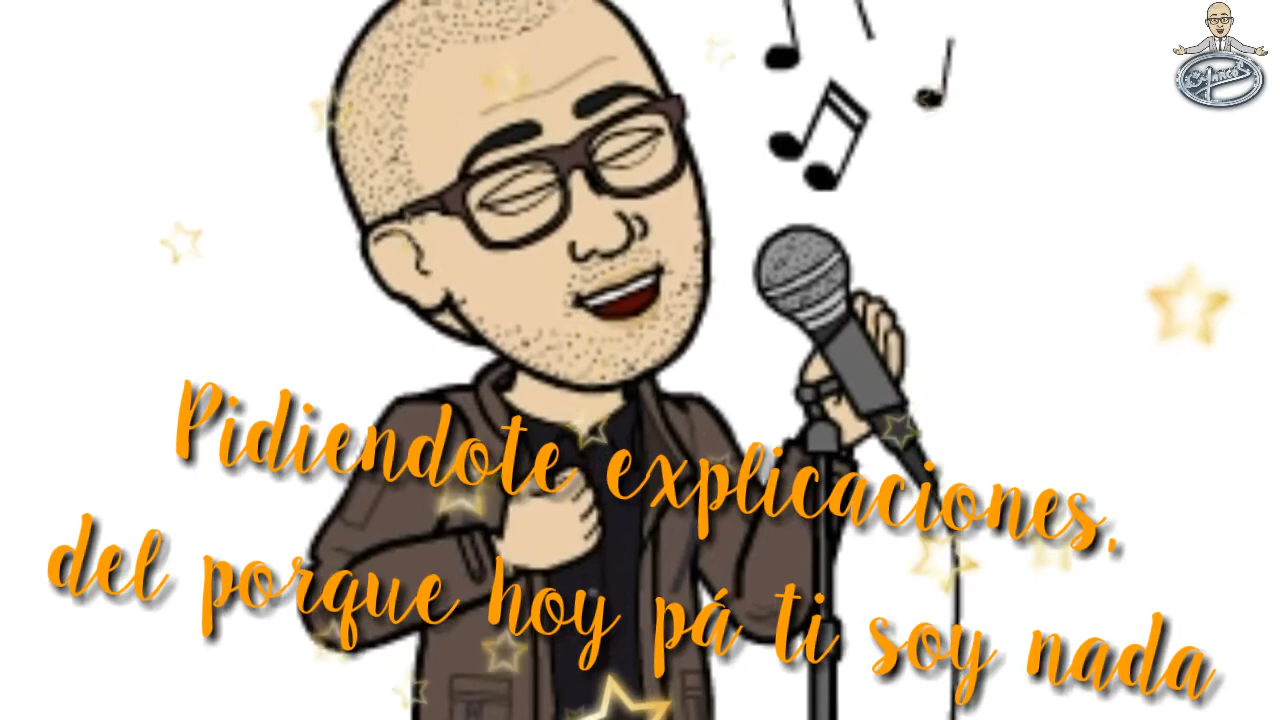 Pidiendote explicaciones,
del porque hoy pá ti soy nada